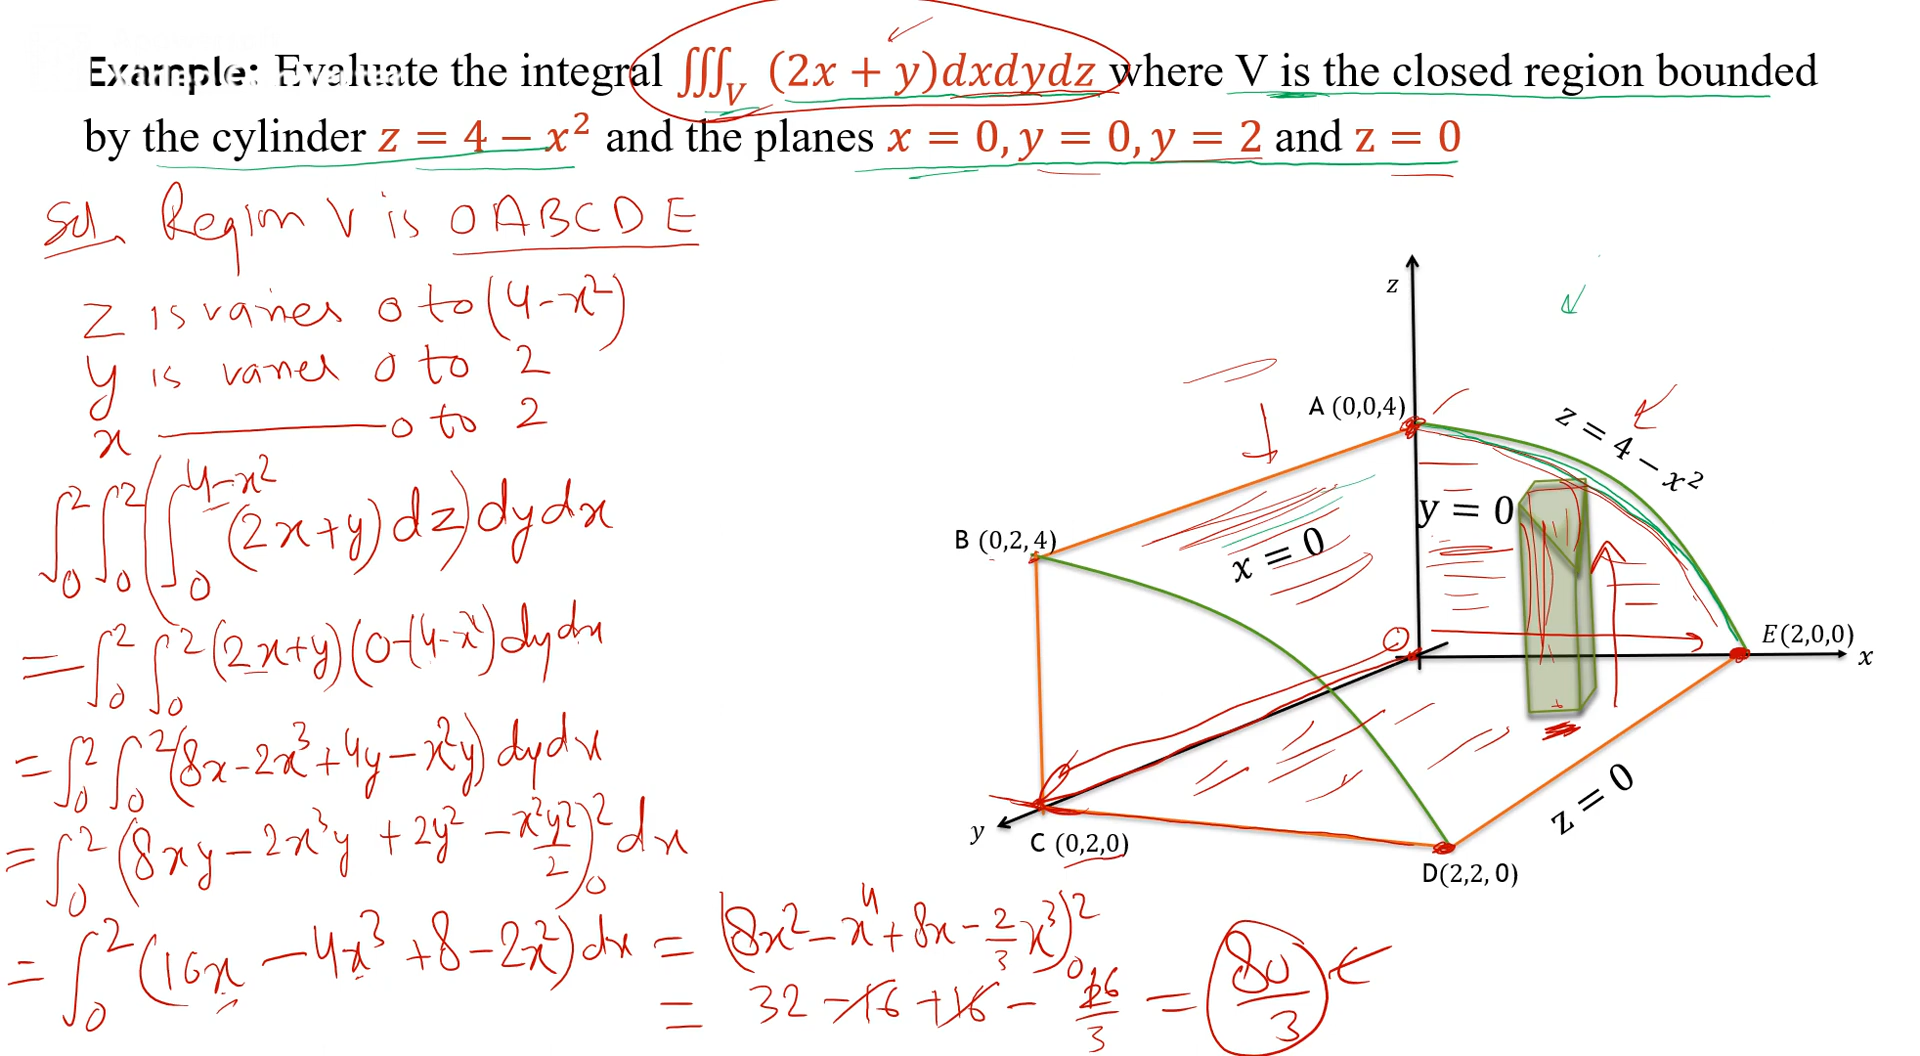 Example: Evaluate the integral ∭_V (2x + y)dxdydz where V is the closed region bounded
by the cylinder z = 4 − x² and the planes x = 0, y = 0, y = 2 and z = 0
Sol. Region V is OABCDE
z is varies 0 to (4-x²)
y is varies 0 to 2
x ——— 0 to 2
∫₀² ∫₀² (∫₀^(4-x²) (2x+y) dz) dy dx
= ∫₀² ∫₀² (2x+y)(0-(4-x²)) dy dx
= ∫₀² ∫₀² (8x-2x³+4y-x²y) dy dx
= ∫₀² (8xy-2x³y+2y²-x²y²/2)₀² dx
= ∫₀² (16x-4x³+8-2x²) dx = (8x²-x⁴+8x-2/3 x³)₀²
= 32-16+16-16/3 = 80/3
z
A (0,0,4)
z = 4 − x²
y = 0
B (0,2,4)
x = 0
O
E(2,0,0)
x
z = 0
y
C (0,2,0)
D(2,2,0)